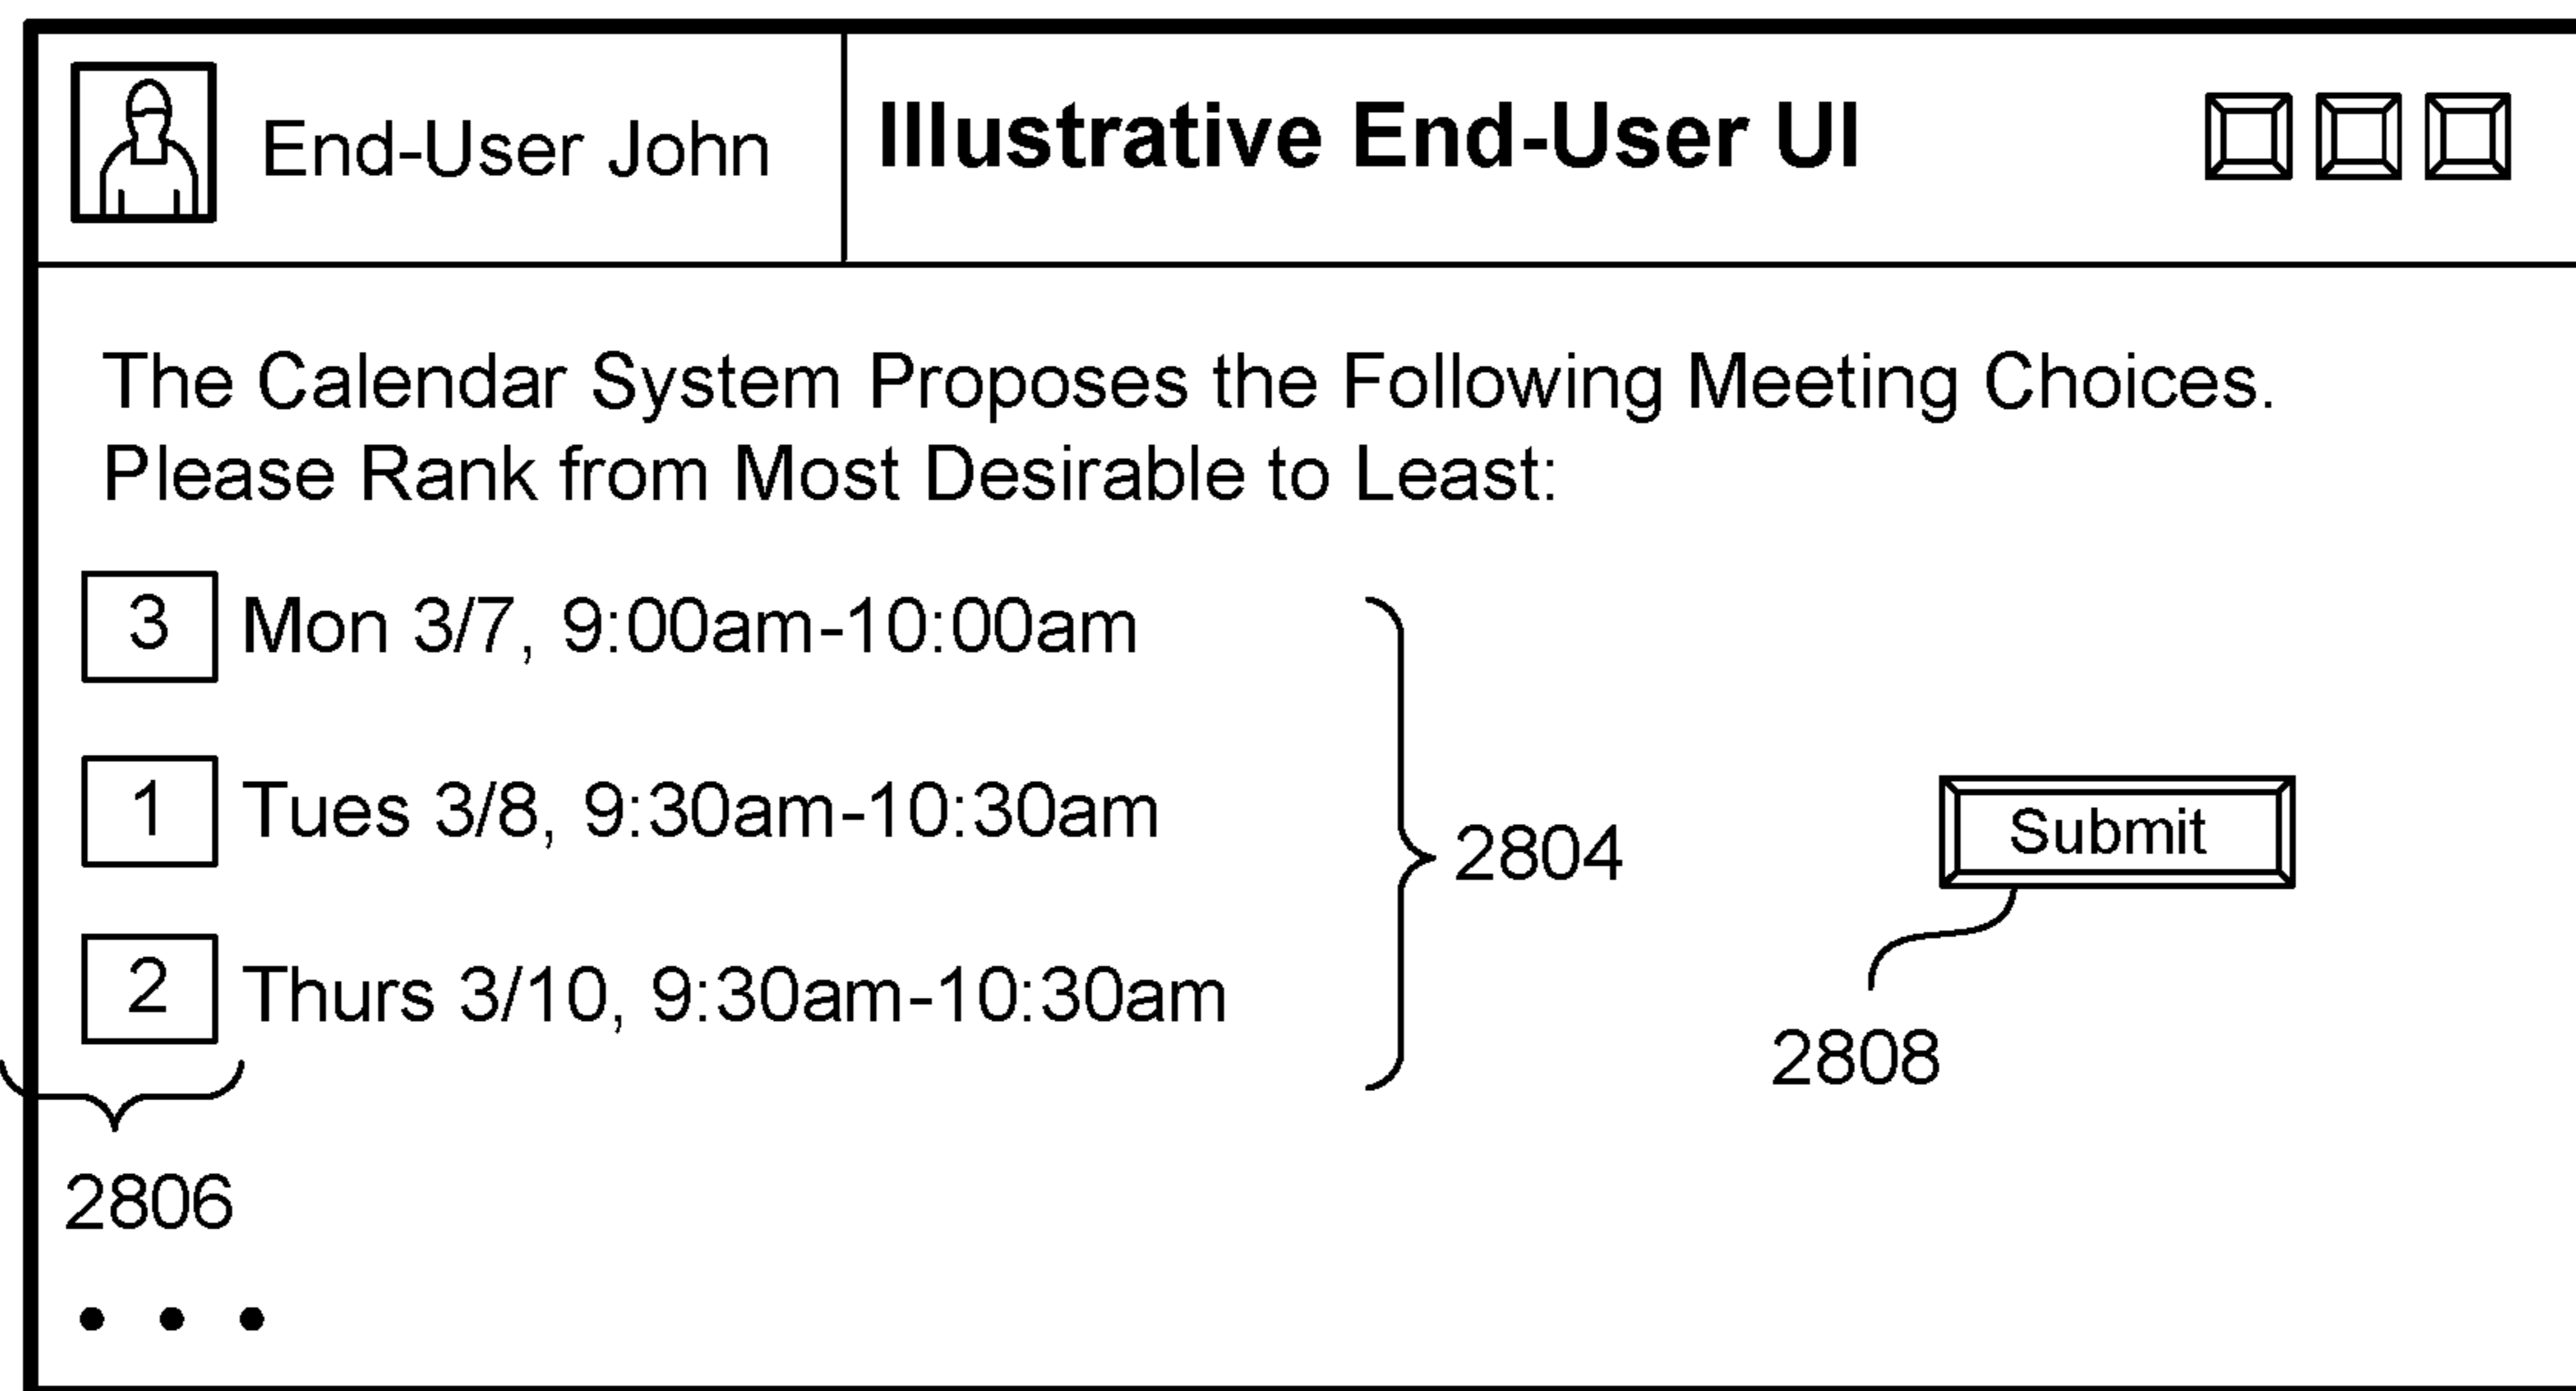 End-User John
Illustrative End-User UI
The Calendar System Proposes the Following Meeting Choices.
Please Rank from Most Desirable to Least:
3 Mon 3/7, 9:00am-10:00am
1 Tues 3/8, 9:30am-10:30am
2804
Submit
2 Thurs 3/10, 9:30am-10:30am
2808
2806
• • •